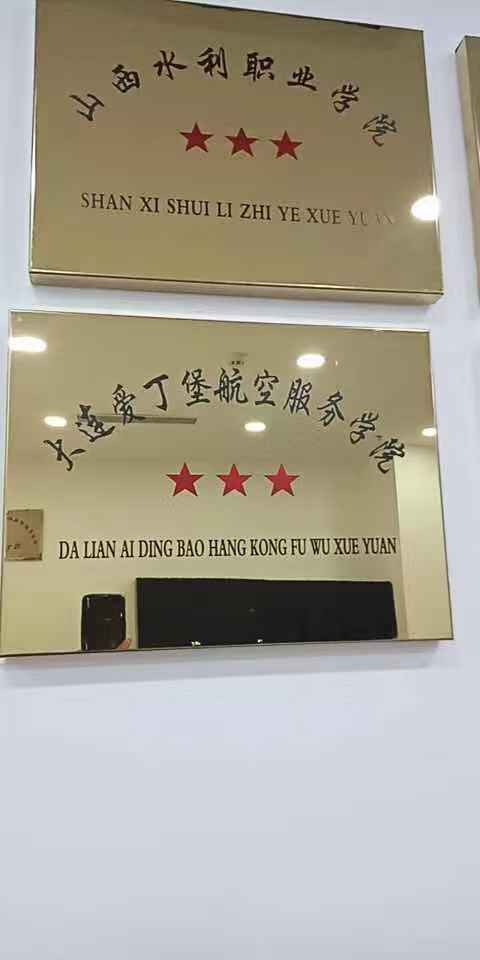 山西水利职业学院
SHAN XI SHUI LI ZHI YE XUE YUAN
大连爱丁堡航空服务学院
DA LIAN AI DING BAO HANG KONG FU WU XUE YUAN